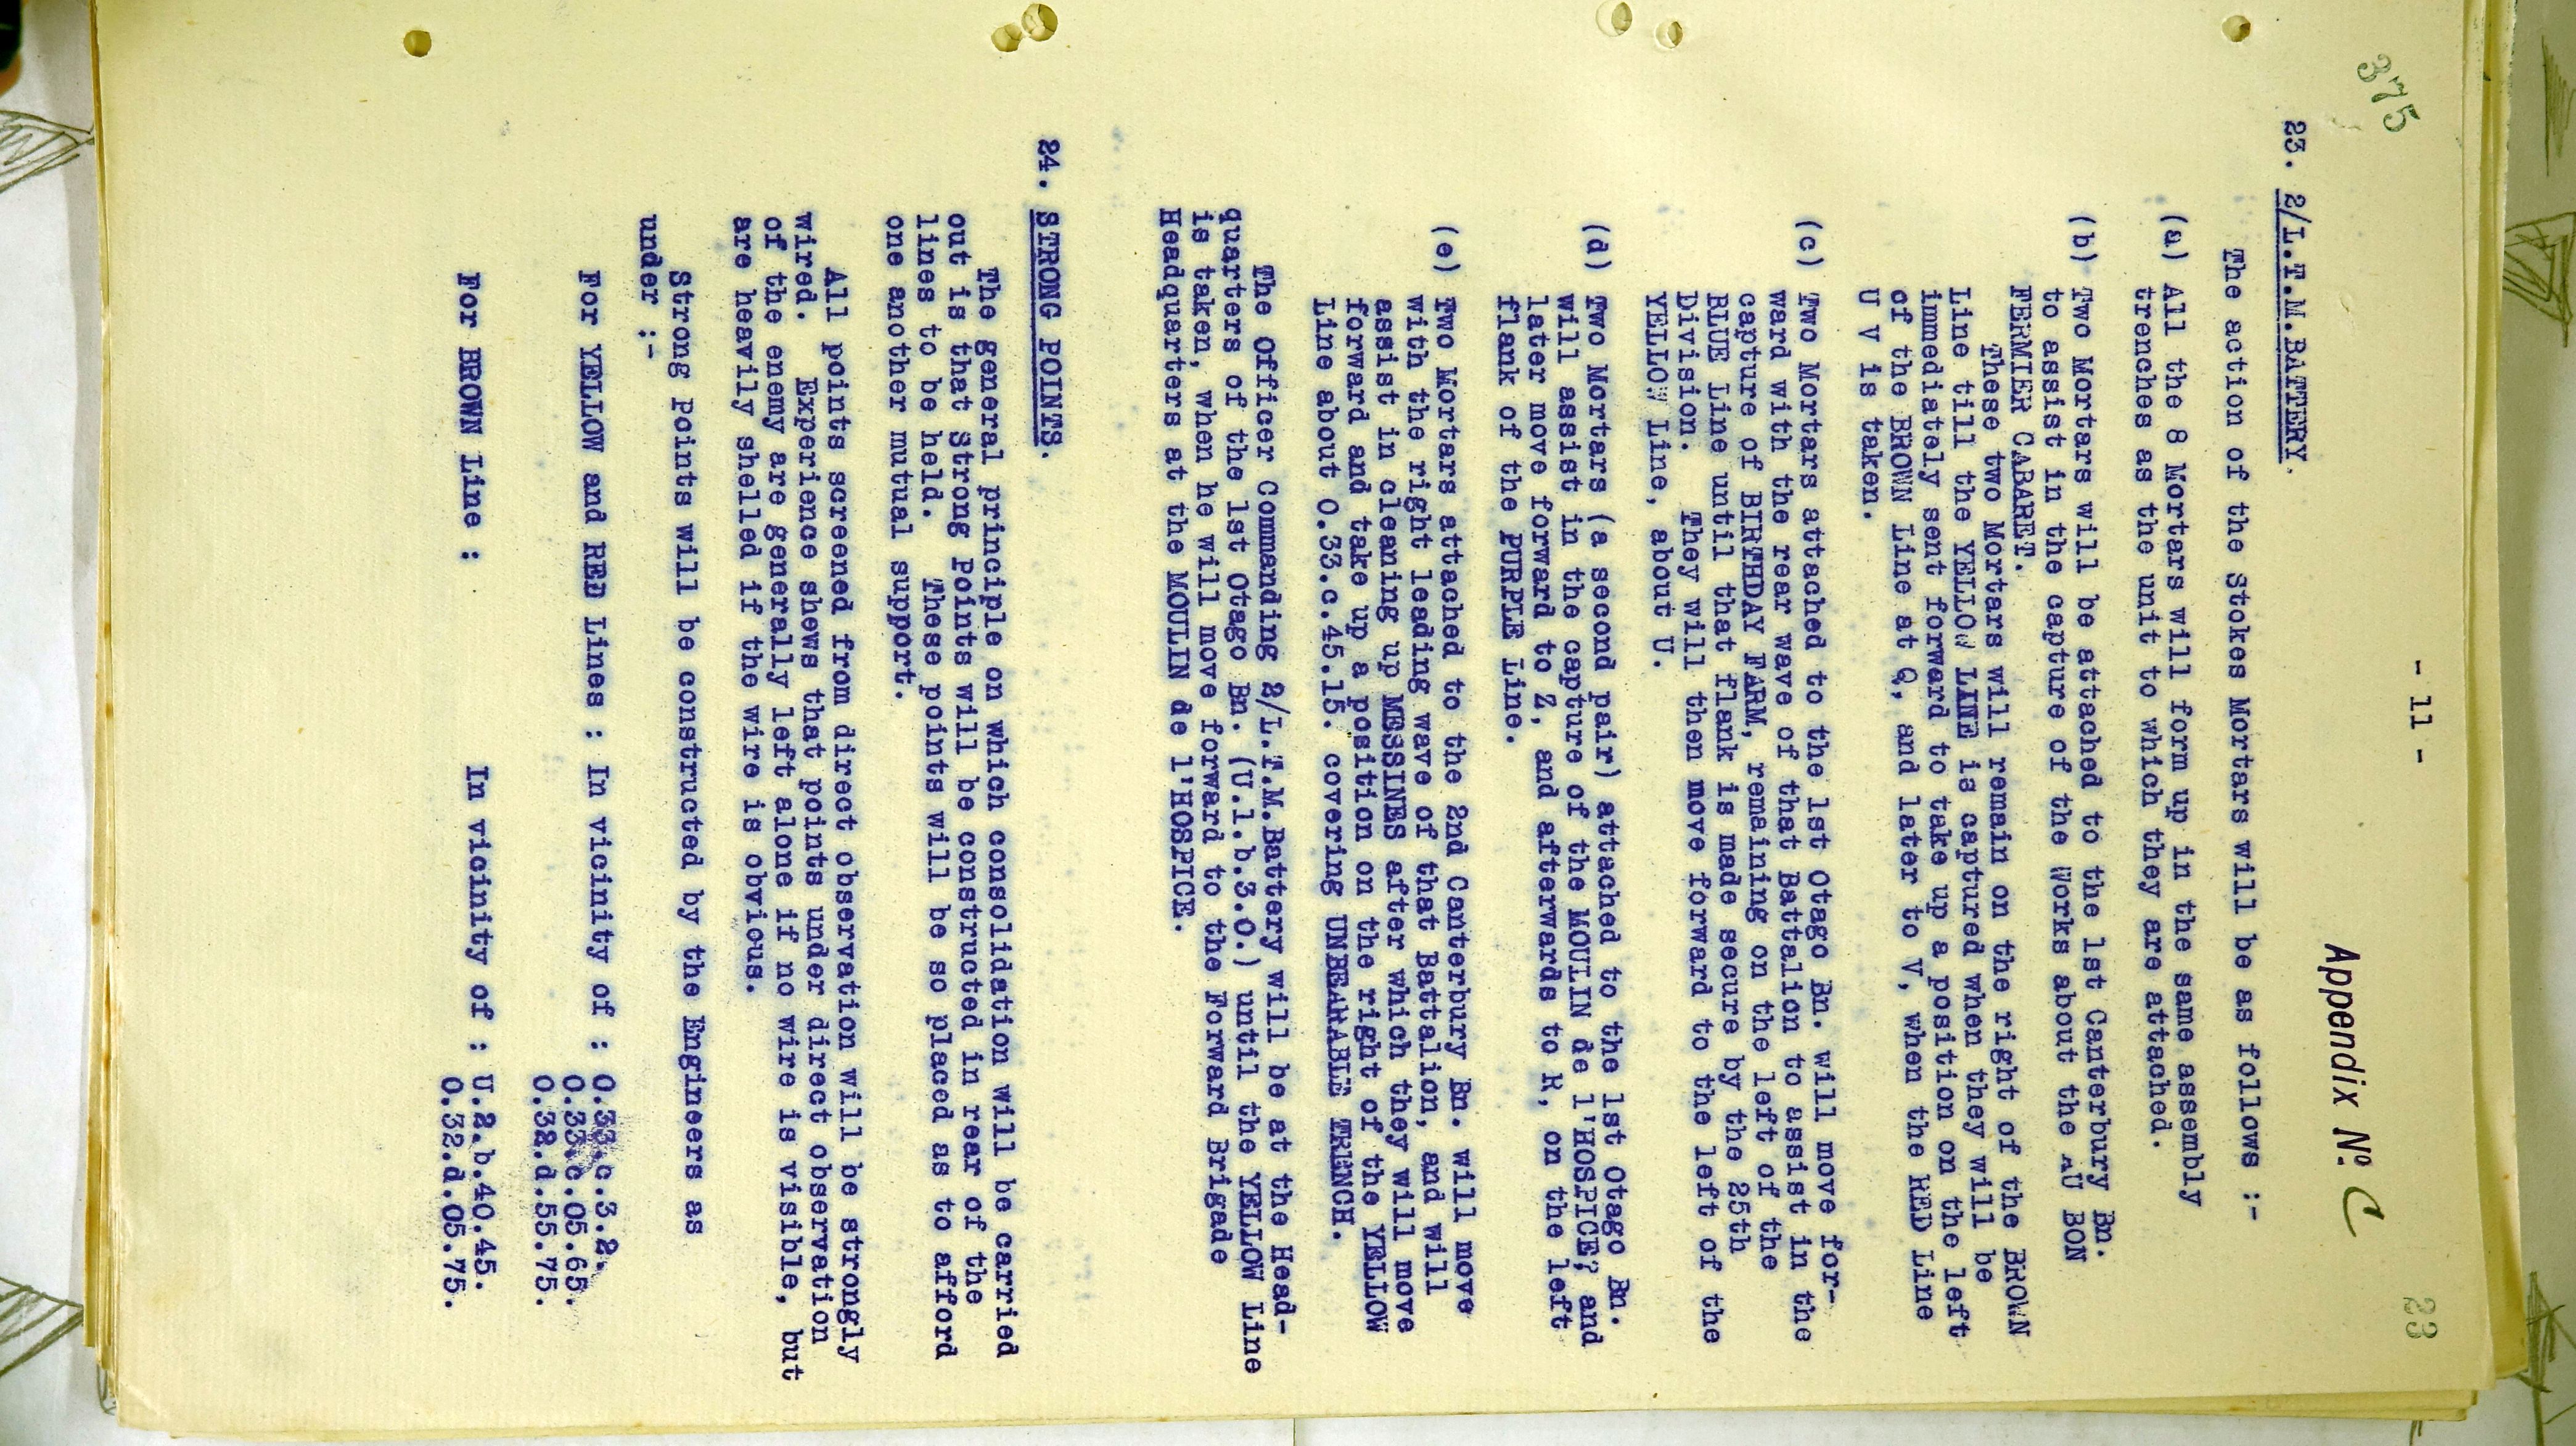 375
- 11 -
Appendix No. C
23
23. 2/L.T.M.BATTERY.
The action of the Stokes Mortars will be as follows :-
(a) All the 8 Mortars will form up in the same assembly
trenches as the unit to which they are attached.
(b) Two Mortars will be attached to the 1st Canterbury Bn.
to assist in the capture of the Works about the AU BON
FERMIER CABARET.
These two Mortars will remain on the right of the BROWN
Line till the YELLOW LINE is captured when they will be
immediately sent forward to take up a position on the left
of the BROWN Line at Q, and later to V, when the RED Line
U V is taken.
(c) Two Mortars attached to the 1st Otago Bn. will move for-
ward with the rear wave of that Battalion to assist in the
capture of BIRTHDAY FARM, remaining on the left of the
BLUE Line until that flank is made secure by the 25th
Division. They will then move forward to the left of the
YELLOW Line, about U.
(d) Two Mortars (a second pair) attached to the 1st Otago Bn.
will assist in the capture of the MOULIN de l'HOSPICE, and
later move forward to Z, and afterwards to R, on the left
flank of the PURPLE Line.
(e) Two Mortars attached to the 2nd Canterbury Bn. will move
with the right leading wave of that Battalion, and will
assist in cleaning up MESSINES after which they will move
forward and take up a position on the right of the YELLOW
Line about O.33.c.45.15. covering UNBEARABLE TRENCH.
The Officer Commanding 2/L.T.M.Battery will be at the Head-
quarters of the 1st Otago Bn. (U.1.b.3.0.) until the YELLOW Line
is taken, when he will move forward to the Forward Brigade
Headquarters at the MOULIN de l'HOSPICE.
24. STRONG POINTS.
The general principle on which consolidation will be carried
out is that Strong Points will be constructed in rear of the
lines to be held. These points will be so placed as to afford
one another mutual support.
All points screened from direct observation will be strongly
wired. Experience shews that points under direct observation
of the enemy are generally left alone if no wire is visible, but
are heavily shelled if the wire is obvious.
Strong Points will be constructed by the Engineers as
under :-
For YELLOW and RED Lines : In vicinity of : O.33.c.3.2.
O.33.c.05.65.
O.32.d.55.75.
For BROWN Line : In vicinity of : U.2.b.40.45.
O.32.d.05.75.